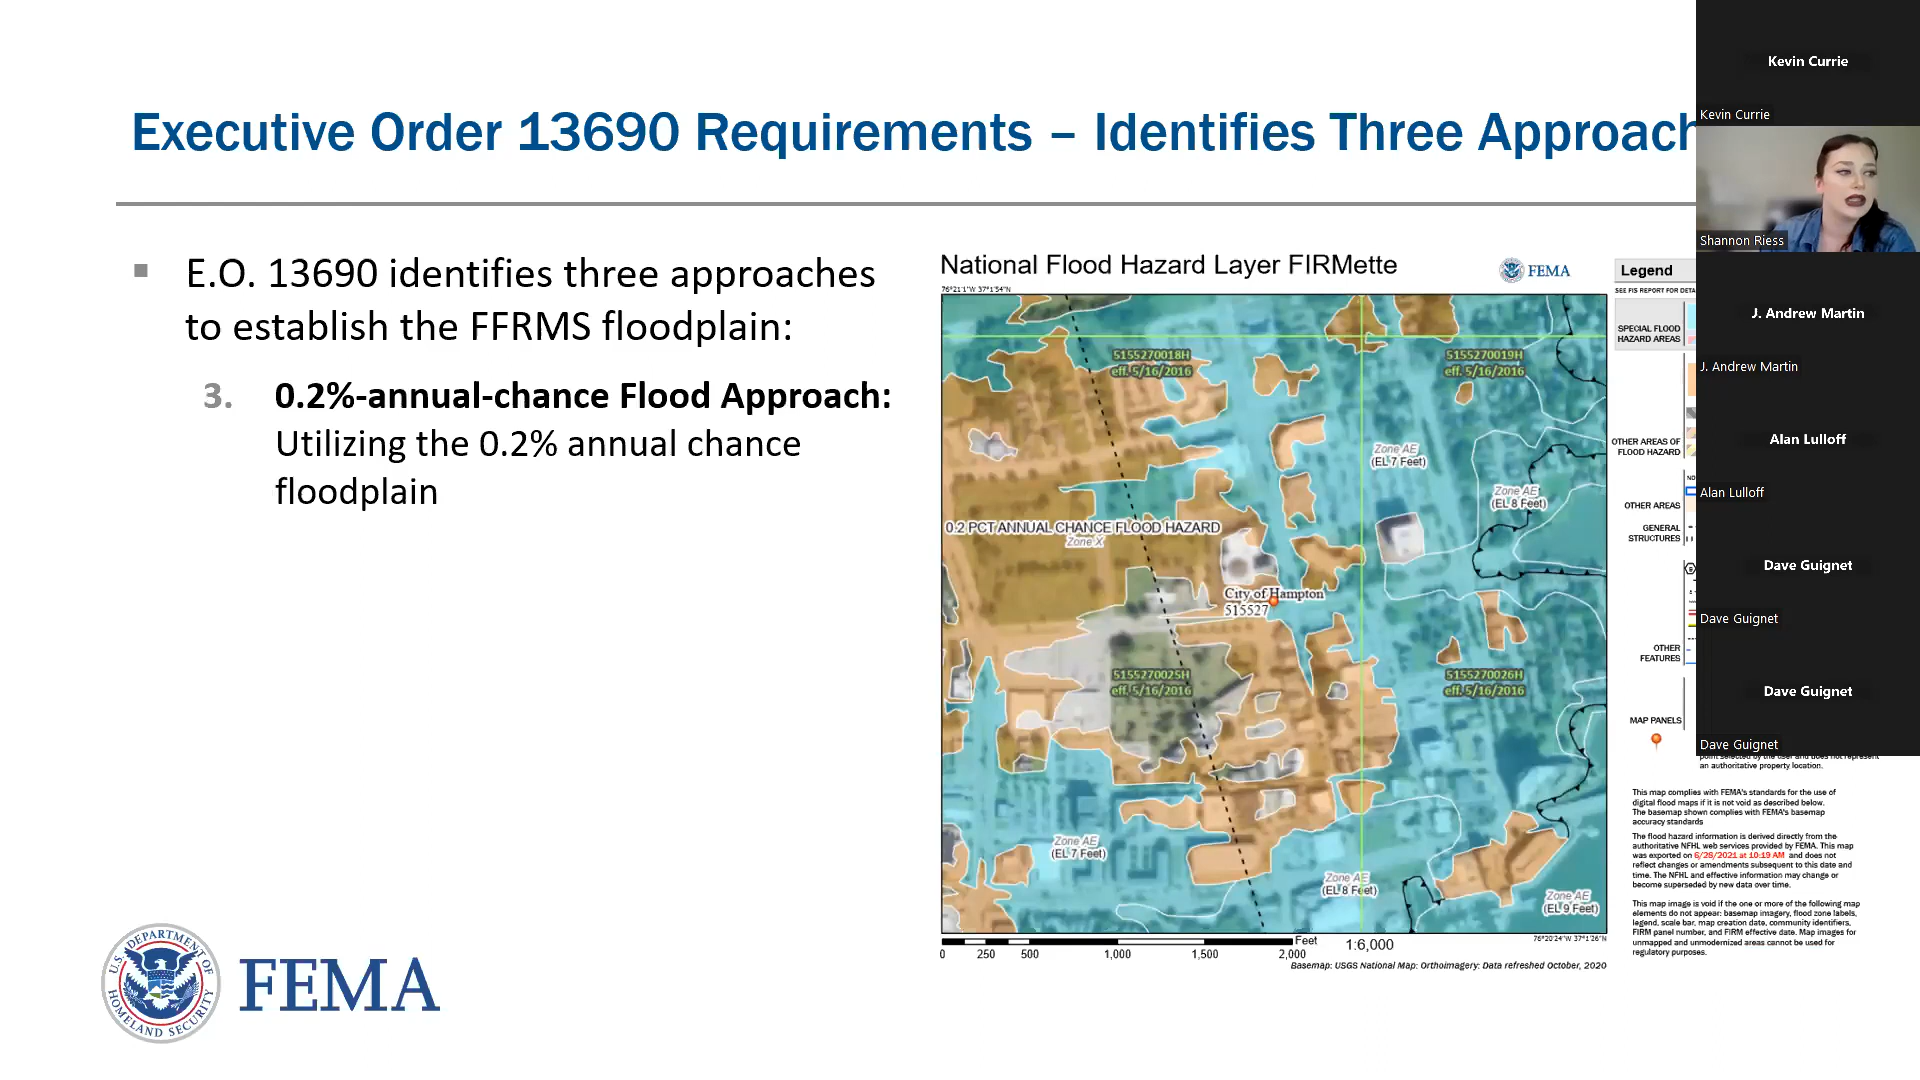 Executive Order 13690 Requirements – Identifies Three Approach
E.O. 13690 identifies three approaches
to establish the FFRMS floodplain:
3. 0.2%-annual-chance Flood Approach:
Utilizing the 0.2% annual chance
floodplain
National Flood Hazard Layer FIRMette
FEMA
76°21'1"W 37°1'54"N
5155270018H
eff. 5/16/2016
5155270019H
eff. 5/16/2016
Zone AE
(EL 7 Feet)
Zone AE
(EL 8 Feet)
0.2 PCT ANNUAL CHANCE FLOOD HAZARD
Zone X
City of Hampton
515527
5155270025H
eff. 5/16/2016
5155270026H
eff. 5/16/2016
Zone AE
(EL 7 Feet)
Zone AE
(EL 8 Feet)
Zone AE
(EL 9 Feet)
Feet
0 250 500 1,000 1,500 2,000
1:6,000
76°20'24"W 37°1'26"N
Basemap: USGS National Map: Orthoimagery: Data refreshed October, 2020
Legend
SEE FIS REPORT FOR DETA
SPECIAL FLOOD
HAZARD AREAS
OTHER AREAS OF
FLOOD HAZARD
NO
OTHER AREAS
GENERAL
STRUCTURES
OTHER
FEATURES
MAP PANELS
an authoritative property location.
This map complies with FEMA's standards for the use of
digital flood maps if it is not void as described below.
The basemap shown complies with FEMA's basemap
accuracy standards
The flood hazard information is derived directly from the
authoritative NFHL web services provided by FEMA. This map
was exported on 6/28/2021 at 10:19 AM and does not
reflect changes or amendments subsequent to this date and
time. The NFHL and effective information may change or
become superseded by new data over time.
This map image is void if the one or more of the following map
elements do not appear: basemap imagery, flood zone labels,
legend, scale bar, map creation date, community identifiers,
FIRM panel number, and FIRM effective date. Map images for
unmapped and unmodernized areas cannot be used for
regulatory purposes.
Kevin Currie
Kevin Currie
Shannon Riess
J. Andrew Martin
J. Andrew Martin
Alan Lulloff
Alan Lulloff
Dave Guignet
Dave Guignet
Dave Guignet
Dave Guignet
U.S. DEPARTMENT OF
HOMELAND SECURITY
FEMA